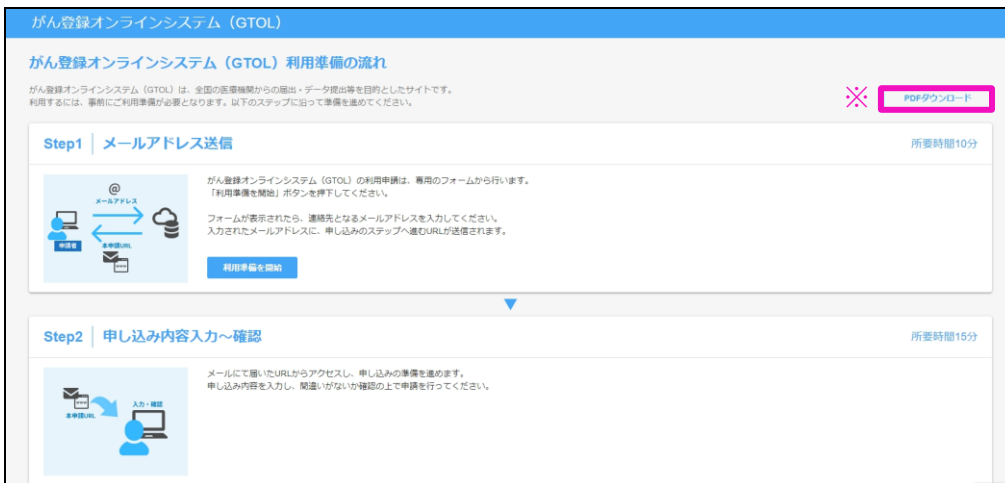 がん登録オンラインシステム（GTOL）
がん登録オンラインシステム（GTOL）利用準備の流れ
がん登録オンラインシステム（GTOL）は、全国の医療機関からの届出・データ提出等を目的としたサイトです。
利用するには、事前にご利用準備が必要となります。以下のステップに沿って準備を進めてください。
※
PDFダウンロード
Step1
メールアドレス送信
所要時間10分
@
メールアドレス
申請者
本申請URL
がん登録オンラインシステム（GTOL）の利用申請は、専用のフォームから行います。
「利用準備を開始」ボタンを押下してください。
フォームが表示されたら、連絡先となるメールアドレスを入力してください。
入力されたメールアドレスに、申し込みのステップへ進むURLが送信されます。
利用準備を開始
▼
Step2
申し込み内容入力～確認
所要時間15分
本申請URL
入力・確認
メールにて届いたURLからアクセスし、申し込みの準備を進めます。
申し込み内容を入力し、間違いがないか確認の上で申請を行ってください。